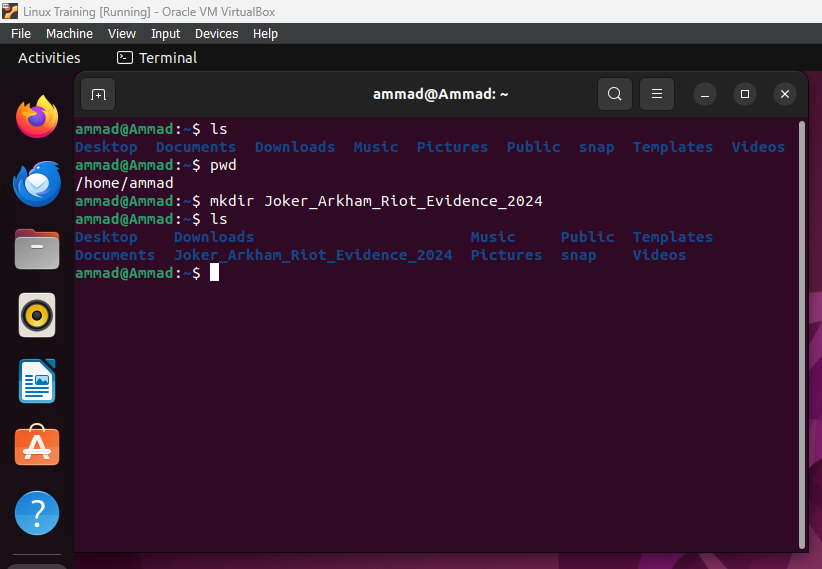 Linux Training [Running] - Oracle VM VirtualBox
File Machine View Input Devices Help
Activities Terminal
ammad@Ammad: ~
ammad@Ammad:~$ ls
Desktop Documents Downloads Music Pictures Public snap Templates Videos
ammad@Ammad:~$ pwd
/home/ammad
ammad@Ammad:~$ mkdir Joker_Arkham_Riot_Evidence_2024
ammad@Ammad:~$ ls
Desktop Downloads Music Public Templates
Documents Joker_Arkham_Riot_Evidence_2024 Pictures snap Videos
ammad@Ammad:~$